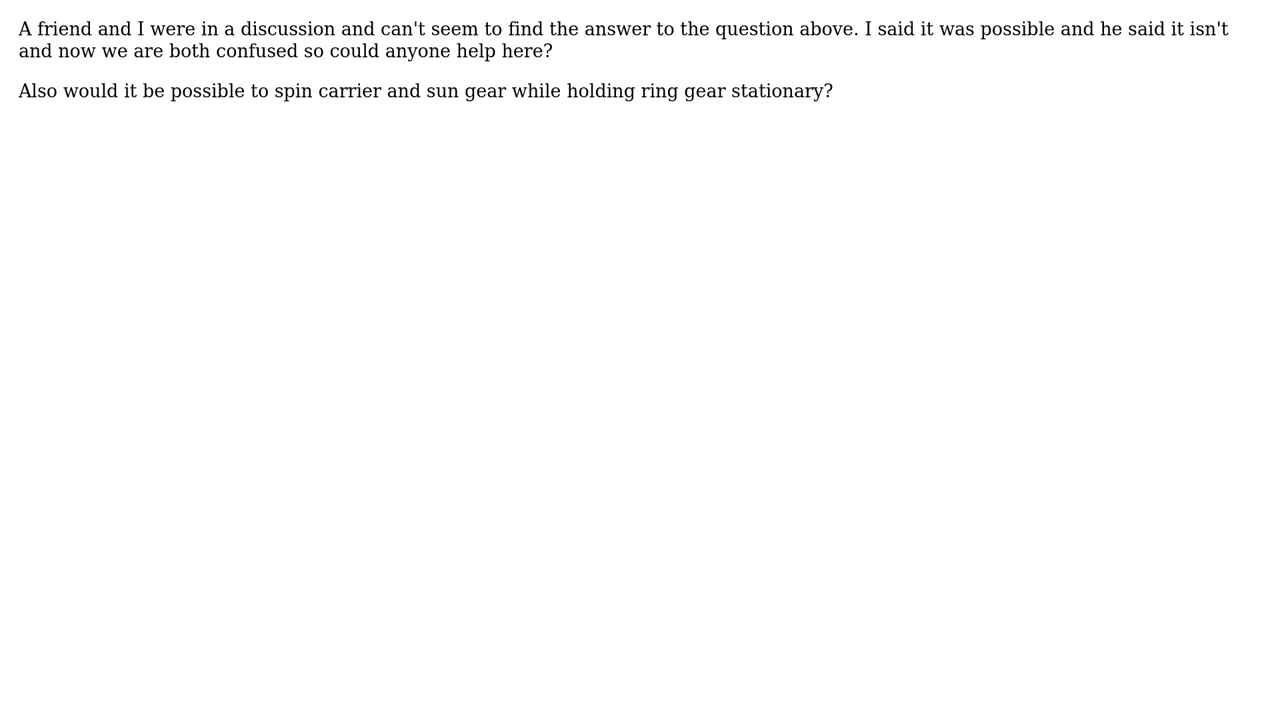 A friend and I were in a discussion and can't seem to find the answer to the question above. I said it was possible and he said it isn't
and now we are both confused so could anyone help here?
Also would it be possible to spin carrier and sun gear while holding ring gear stationary?